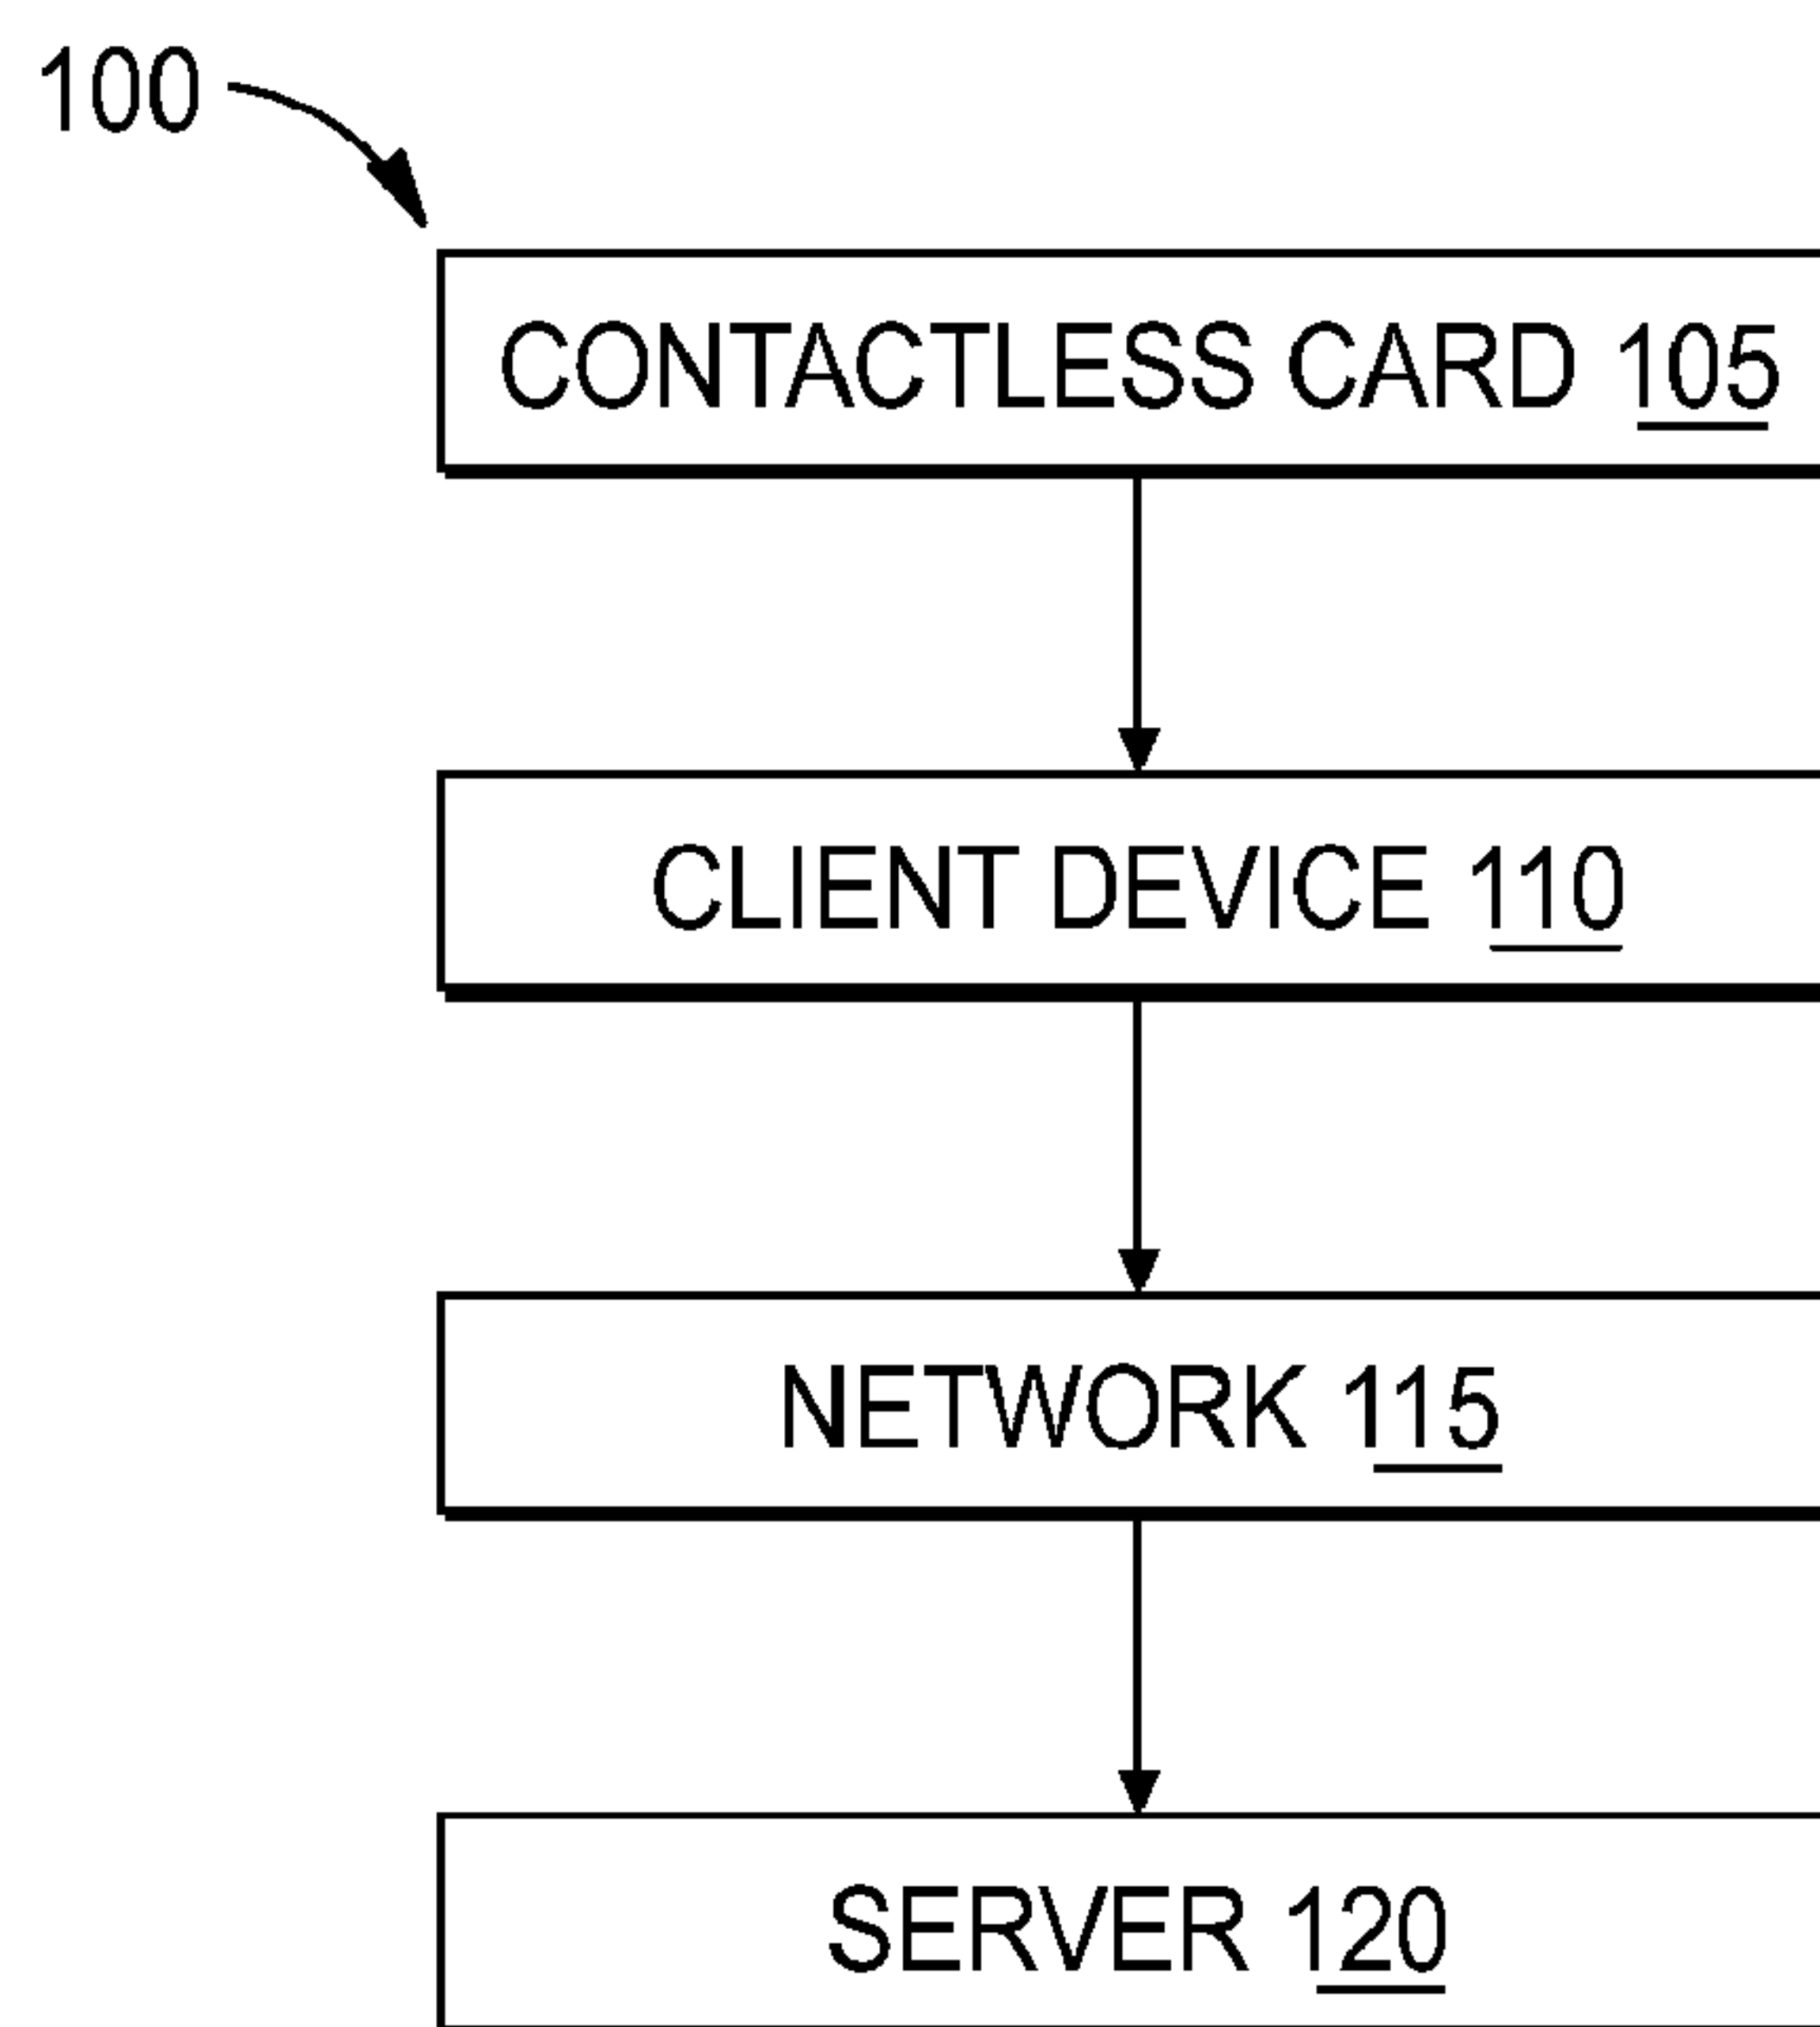 100
CONTACTLESS CARD 105
CLIENT DEVICE 110
NETWORK 115
SERVER 120